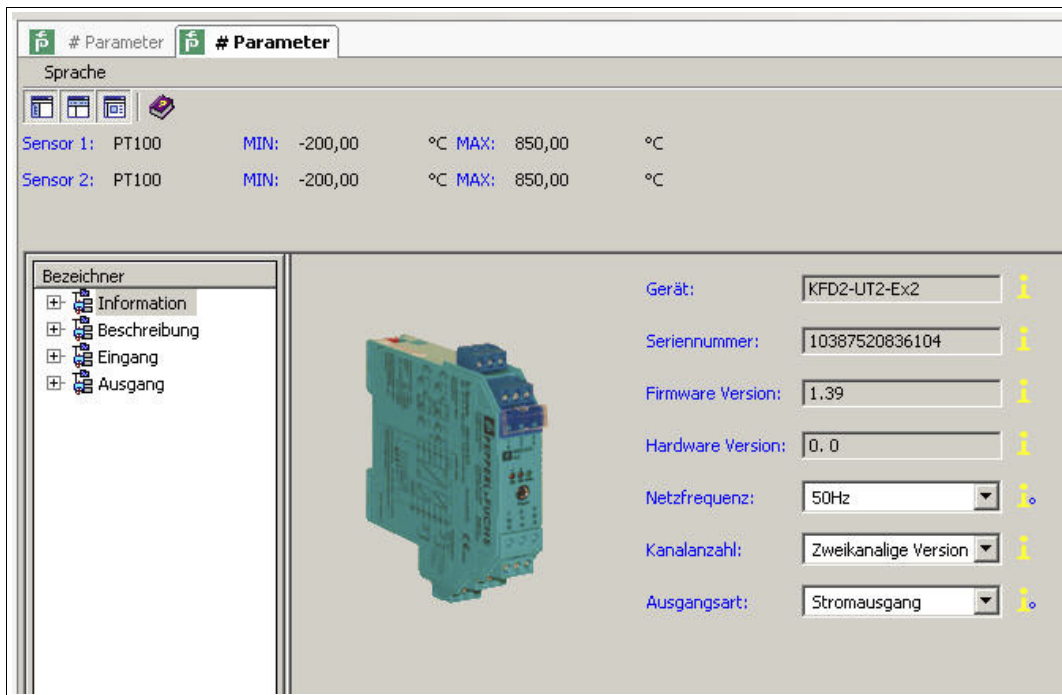 # Parameter # Parameter
Sprache
Sensor 1: PT100 MIN: -200,00 °C MAX: 850,00 °C
Sensor 2: PT100 MIN: -200,00 °C MAX: 850,00 °C
Bezeichner
Information
Beschreibung
Eingang
Ausgang
Gerät: KFD2-UT2-Ex2
Seriennummer: 10387520836104
Firmware Version: 1.39
Hardware Version: 0. 0
Netzfrequenz: 50Hz
Kanalanzahl: Zweikanalige Version
Ausgangsart: Stromausgang
PEPPERL+FUCHS